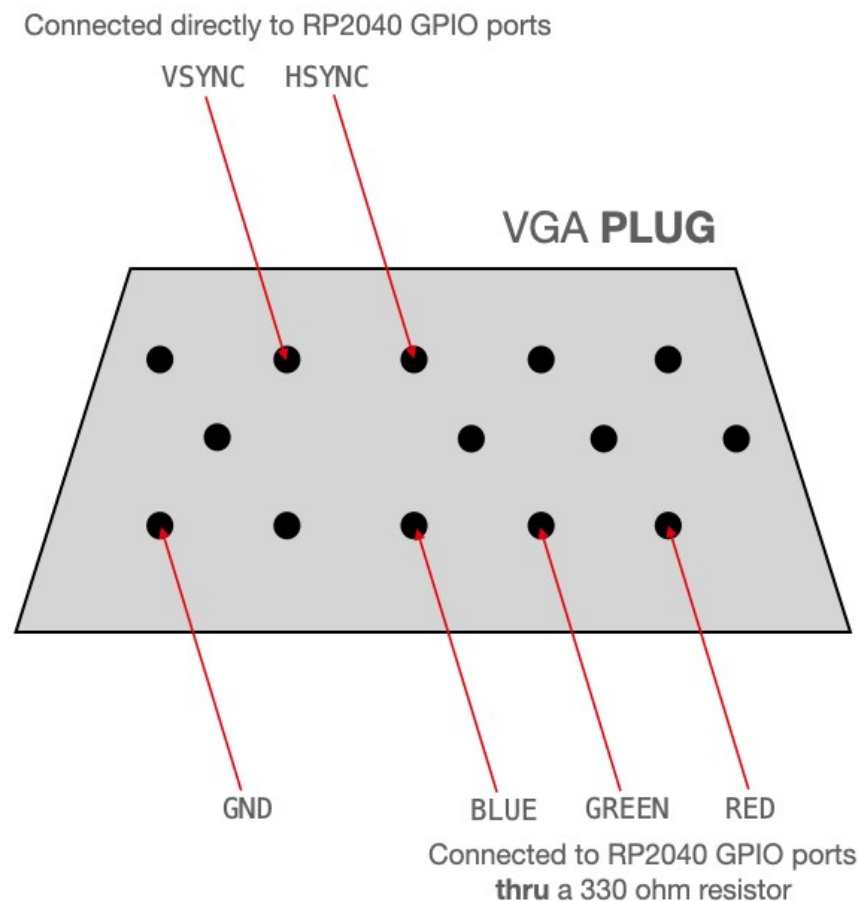 Connected directly to RP2040 GPIO ports
VSYNC HSYNC
VGA PLUG
GND BLUE GREEN RED
Connected to RP2040 GPIO ports
thru a 330 ohm resistor